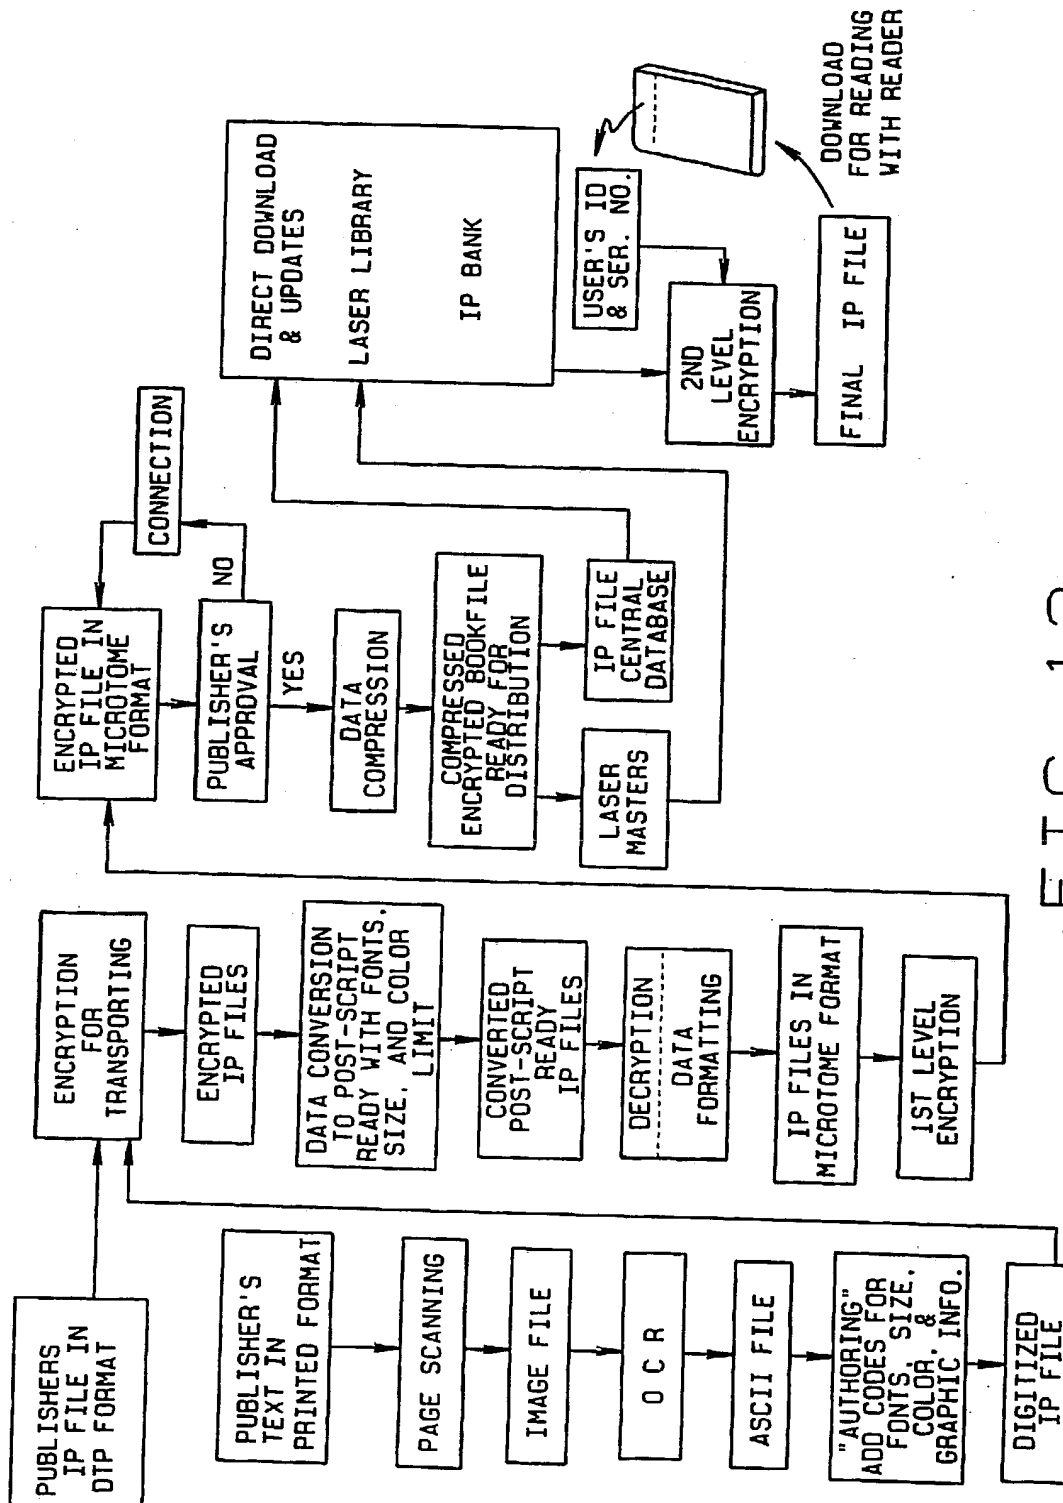 PUBLISHERS
IP FILE IN
DTP FORMAT
PUBLISHER'S
TEXT IN
PRINTED FORMAT
PAGE SCANNING
IMAGE FILE
O C R
ASCII FILE
"AUTHORING"
ADD CODES FOR
FONTS, SIZE,
COLOR, &
GRAPHIC INFO.
DIGITIZED
IP FILE
ENCRYPTION
FOR
TRANSPORTING
ENCRYPTED
IP FILES
DATA CONVERSION
TO POST-SCRIPT
READY WITH FONTS,
SIZE, AND COLOR
LIMIT
CONVERTED
POST-SCRIPT
READY
IP FILES
DECRYPTION
DATA
FORMATTING
IP FILES IN
MICROTOME FORMAT
1ST LEVEL
ENCRYPTION
ENCRYPTED
IP FILE IN
MICROTOME
FORMAT
CONNECTION
PUBLISHER'S
APPROVAL
NO
YES
DATA
COMPRESSION
COMPRESSED
ENCRYPTED BOOKFILE
READY FOR
DISTRIBUTION
LASER
MASTERS
IP FILE
CENTRAL
DATABASE
DIRECT DOWNLOAD
& UPDATES
LASER LIBRARY
IP BANK
USER'S ID
& SER. NO.
2ND
LEVEL
ENCRYPTION
FINAL IP FILE
DOWNLOAD
FOR READING
WITH READER